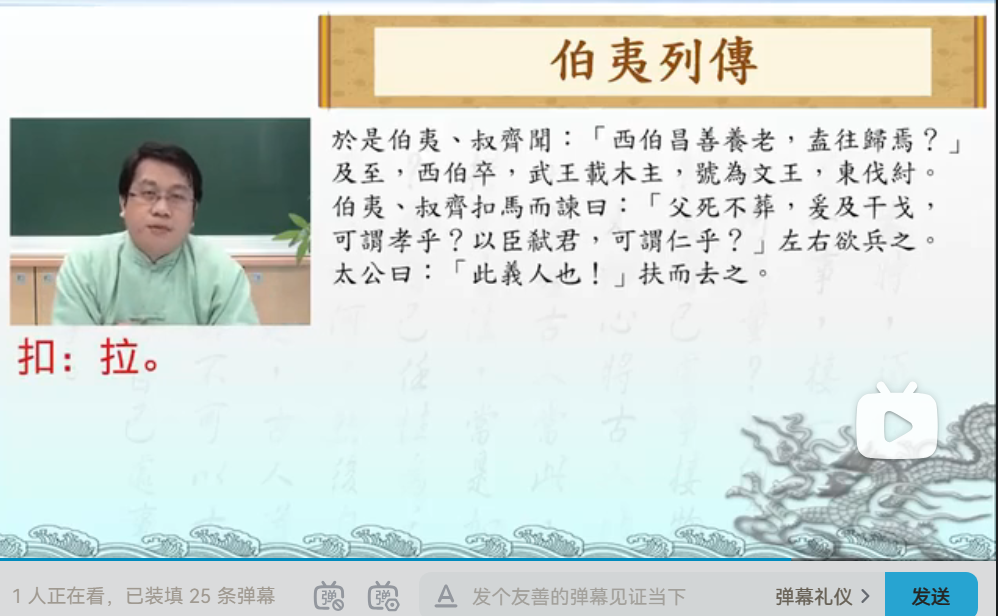 伯夷列傳
於是伯夷、叔齊聞：「西伯昌善養老，盍往歸焉？」
及至，西伯卒，武王載木主，號為文王，東伐紂。
伯夷、叔齊扣馬而諫曰：「父死不葬，爰及干戈，
可謂孝乎？以臣弒君，可謂仁乎？」左右欲兵之。
太公曰：「此義人也！」扶而去之。
扣：拉。
1 人正在看，已装填 25 条弹幕
发个友善的弹幕见证当下
弹幕礼仪 >
发送